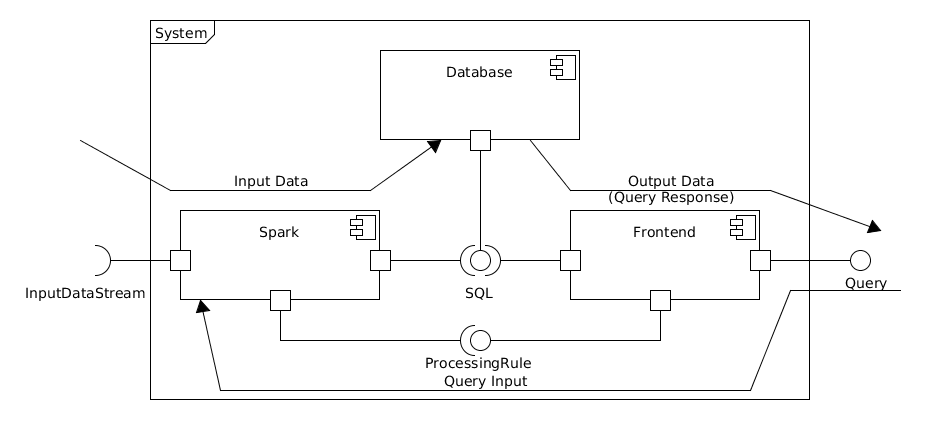 System
Database
Input Data
Output Data
(Query Response)
Spark
Frontend
InputDataStream
SQL
Query
ProcessingRule
Query Input